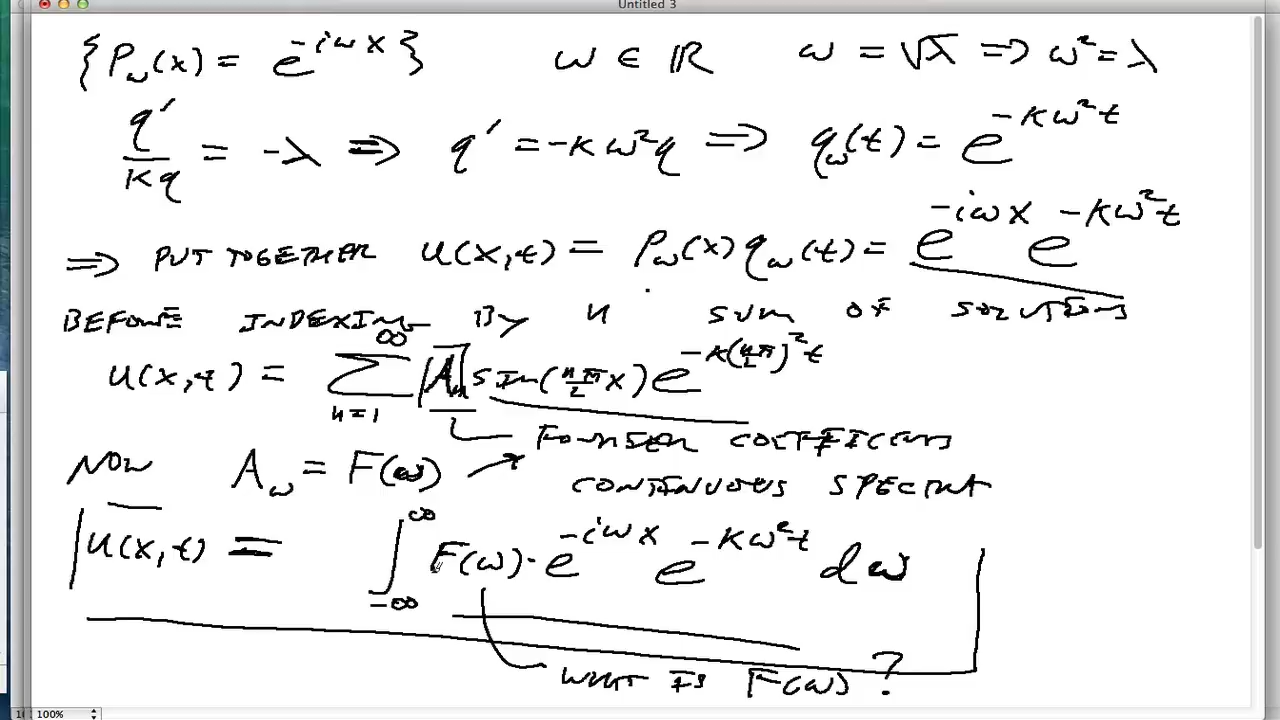 Untitled 3
{P_ω(x) = e^{-iωx}} ω ∈ ℝ ω = √λ ⇒ ω² = λ
q'/Kq = -λ ⇒ q' = -Kω²q ⇒ q_ω(t) = e^{-Kω²t}
⇒ PUT TOGETHER u(x,t) = P_ω(x) q_ω(t) = e^{-iωx} e^{-Kω²t}
BEFORE INDEXING BY n SUM OF SOLUTIONS
u(x,t) = ∑_{n=1}^{∞} A_n sin(nπ/L x) e^{-K(nπ/L)²t}
FOURIER COEFFICIENTS
NOW A_ω = F(ω) → CONTINUOUS SPECTRA
u(x,t) = ∫_{-∞}^{∞} F(ω)·e^{-iωx} e^{-Kω²t} dω
WHAT IS F(ω)?
100%